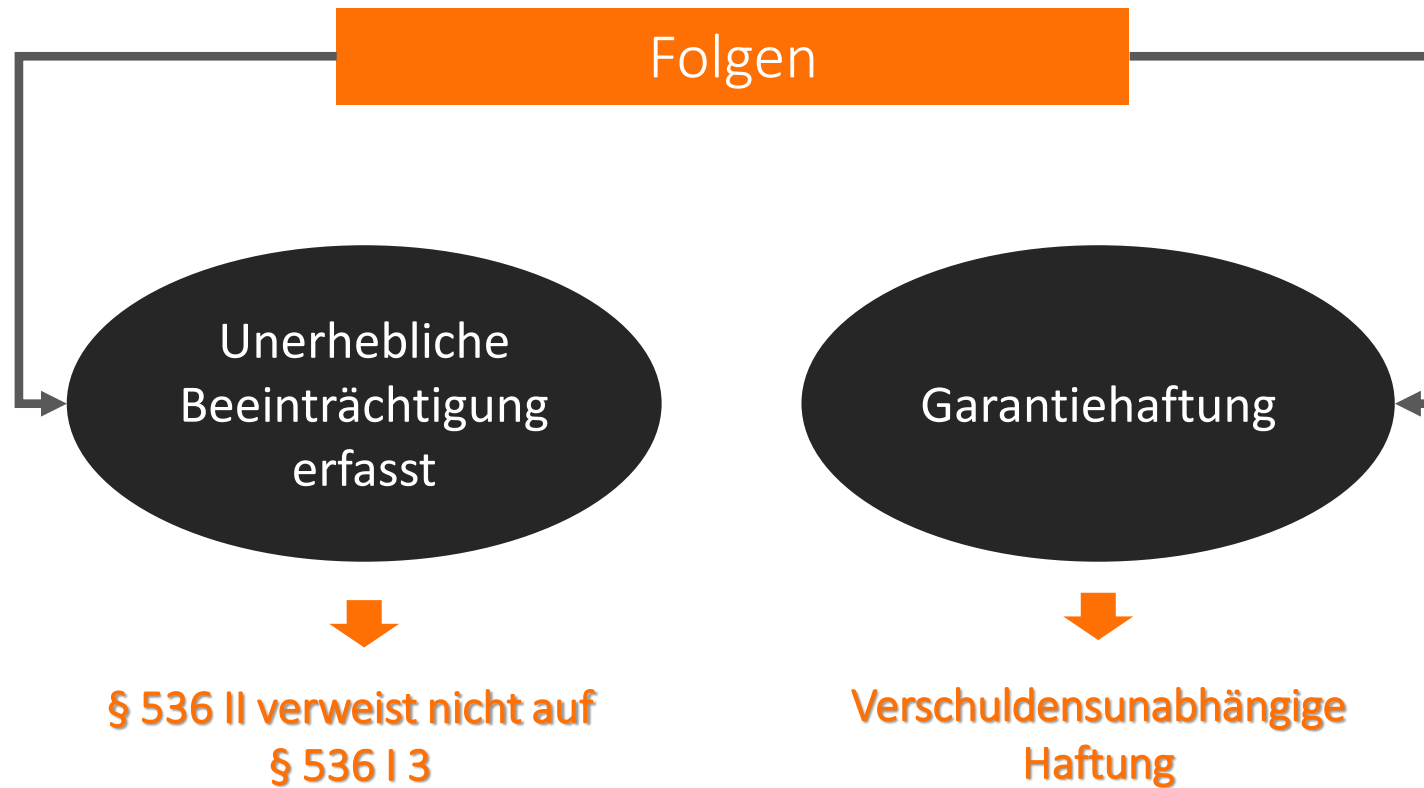 Folgen
Unerhebliche
Beeinträchtigung
erfasst
Garantiehaftung
§ 536 II verweist nicht auf
§ 536 I 3
Verschuldensunabhängige
Haftung